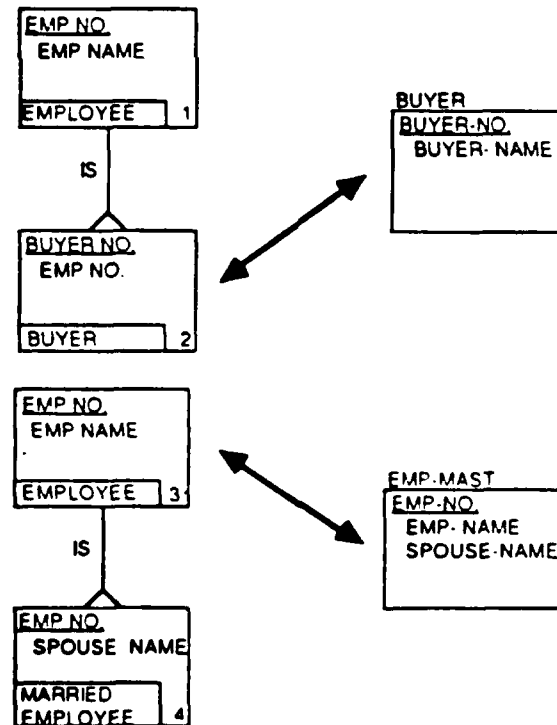 EMP NO.
EMP NAME
EMPLOYEE 1
IS
BUYER NO.
EMP NO.
BUYER 2
BUYER
BUYER-NO.
BUYER-NAME
EMP NO.
EMP NAME
EMPLOYEE 3
IS
EMP NO.
SPOUSE NAME
MARRIED
EMPLOYEE 4
EMP-MAST
EMP-NO.
EMP-NAME
SPOUSE-NAME